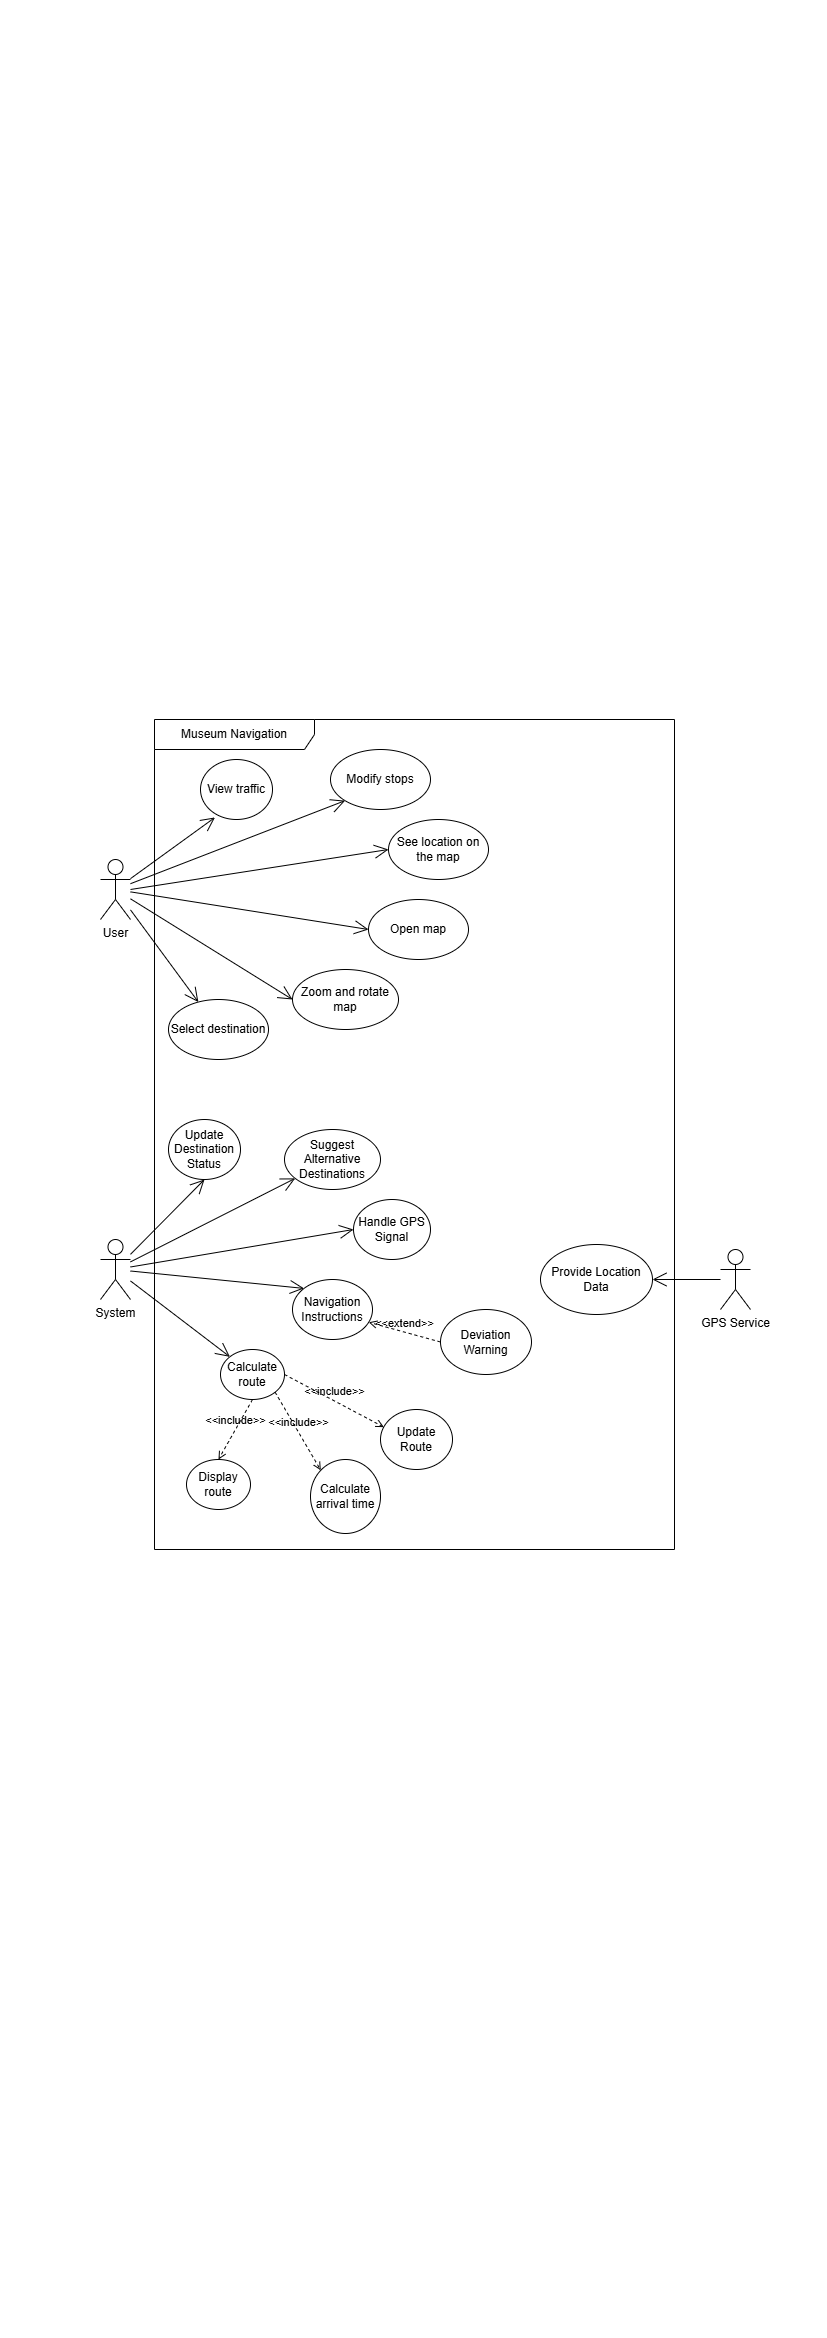 Museum Navigation
View traffic
Modify stops
See location on
the map
User
Open map
Zoom and rotate
map
Select destination
Update
Destination
Status
Suggest
Alternative
Destinations
Handle GPS
Signal
System
Navigation
Instructions
<<extend>>
Deviation
Warning
Provide Location
Data
GPS Service
Calculate
route
<<include>>
<<include>>
<<include>>
Update
Route
Display
route
Calculate
arrival time